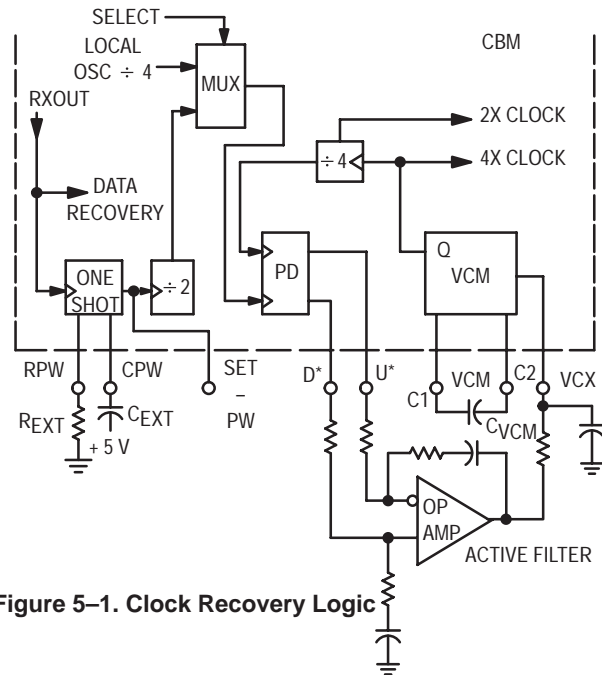 SELECT
LOCAL
OSC ÷ 4
RXOUT
MUX
CBM
2X CLOCK
÷ 4
4X CLOCK
DATA
RECOVERY
ONE
SHOT
÷ 2
PD
Q
VCM
RPW
CPW
SET
–
PW
D*
U*
C1
VCM
C2
VCX
REXT
CEXT
+ 5 V
CVCM
OP
AMP
ACTIVE FILTER
Figure 5–1. Clock Recovery Logic